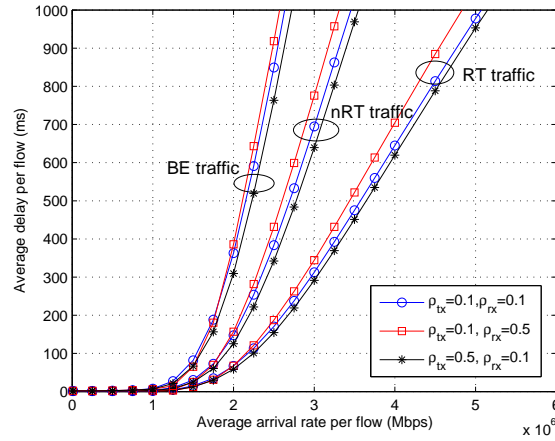 1000
900
800
700
600
500
400
300
200
100
0
Average delay per flow (ms)
RT traffic
nRT traffic
BE traffic
ρtx=0.1,ρrx=0.1
ρtx=0.1, ρrx=0.5
ρtx=0.5, ρrx=0.1
0 1 2 3 4 5 6
x 10^6
Average arrival rate per flow (Mbps)